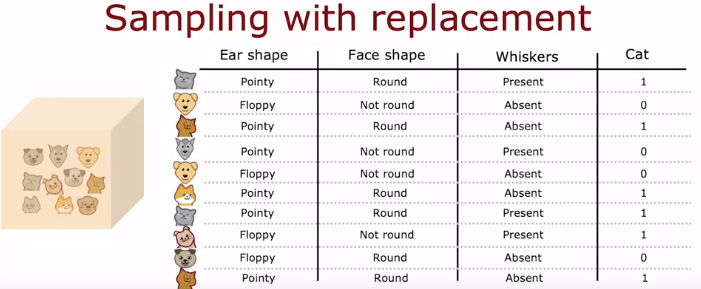 Sampling with replacement
Ear shape Face shape Whiskers Cat
Pointy Round Present 1
Floppy Not round Absent 0
Pointy Round Absent 1
Pointy Not round Present 0
Floppy Not round Absent 0
Pointy Round Absent 1
Pointy Round Present 1
Floppy Not round Present 1
Floppy Round Absent 0
Pointy Round Absent 1